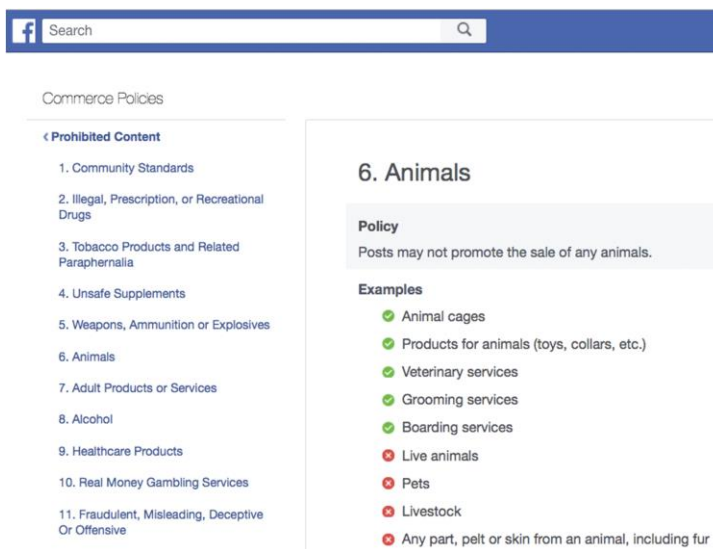 f
Search
Commerce Policies
‹ Prohibited Content
1. Community Standards
2. Illegal, Prescription, or Recreational
Drugs
3. Tobacco Products and Related
Paraphernalia
4. Unsafe Supplements
5. Weapons, Ammunition or Explosives
6. Animals
7. Adult Products or Services
8. Alcohol
9. Healthcare Products
10. Real Money Gambling Services
11. Fraudulent, Misleading, Deceptive
Or Offensive
6. Animals
Policy
Posts may not promote the sale of any animals.
Examples
Animal cages
Products for animals (toys, collars, etc.)
Veterinary services
Grooming services
Boarding services
Live animals
Pets
Livestock
Any part, pelt or skin from an animal, including fur